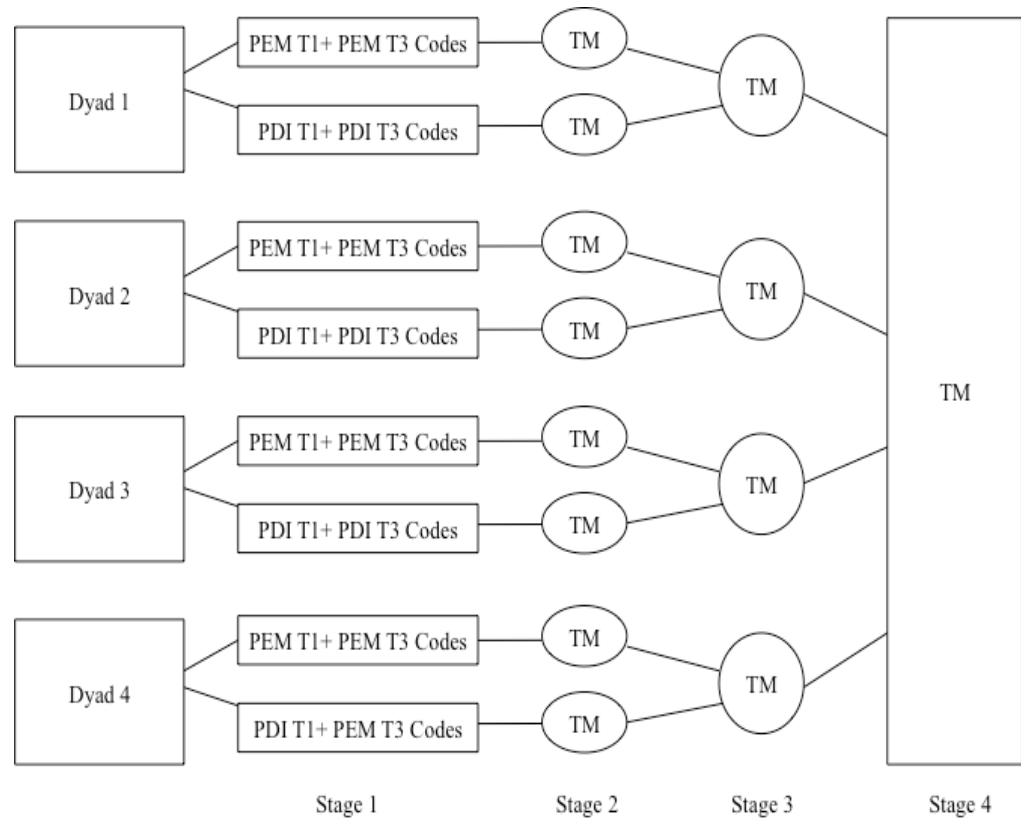 PEM T1+ PEM T3 Codes
TM
Dyad 1
TM
PDI T1+ PDI T3 Codes
TM
PEM T1+ PEM T3 Codes
TM
Dyad 2
TM
PDI T1+ PDI T3 Codes
TM
TM
PEM T1+ PEM T3 Codes
TM
Dyad 3
TM
PDI T1+ PDI T3 Codes
TM
PEM T1+ PEM T3 Codes
TM
Dyad 4
TM
PDI T1+ PEM T3 Codes
TM
Stage 1
Stage 2
Stage 3
Stage 4